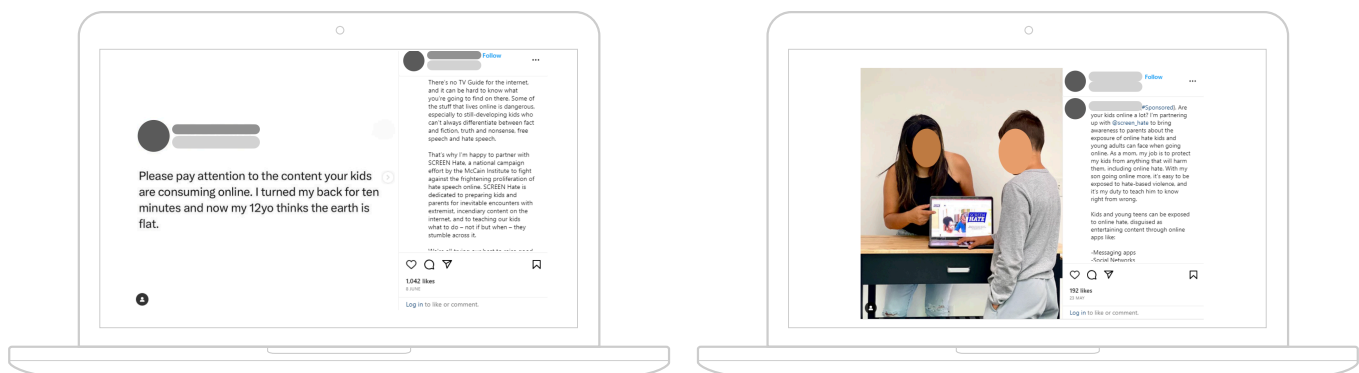 Please pay attention to the content your kids
are consuming online. I turned my back for ten
minutes and now my 12yo thinks the earth is
flat.
Follow
There's no TV Guide for the internet,
and it can be hard to know what
you're going to find on there. Some of
the stuff that lives online is dangerous,
especially to still-developing kids who
can't always differentiate between fact
and fiction, truth and nonsense, free
speech and hate speech.
That's why I'm happy to partner with
SCREEN Hate, a national campaign
effort by the McCain Institute to fight
against the frightening proliferation of
hate speech online. SCREEN Hate is
dedicated to preparing kids and
parents for inevitable encounters with
extremist, incendiary content on the
internet, and to teaching our kids
what to do – not if but when – they
stumble across it.
1,042 likes
8 JUNE
Log in to like or comment.
HATE
Follow
#Sponsored). Are
your kids online a lot? I'm partnering
up with @screen_hate to bring
awareness to parents about the
exposure of online hate kids and
young adults can face when going
online. As a mom, my job is to protect
my kids from anything that will harm
them, including online hate. With my
son going online more, it's easy to be
exposed to hate-based violence, and
it's my duty to teach him to know
right from wrong.
Kids and young teens can be exposed
to online hate, disguised as
entertaining content through online
apps like:
-Messaging apps
-Social Networks
192 likes
23 MAY
Log in to like or comment.